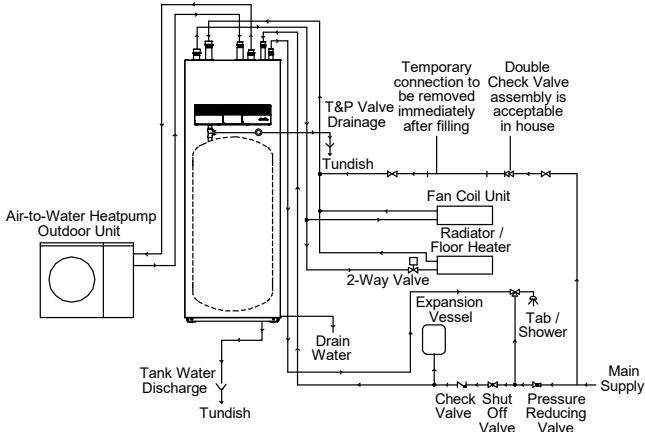 Temporary
connection to
be removed
immediately
after filling
Double
Check Valve
assembly is
acceptable
in house
T&P Valve
Drainage
Tundish
Fan Coil Unit
Radiator /
Floor Heater
2-Way Valve
Air-to-Water Heatpump
Outdoor Unit
Expansion
Vessel
Tab /
Shower
Drain
Water
Tank Water
Discharge
Tundish
Main
Supply
Check
Valve
Shut
Off
Valve
Pressure
Reducing
Valve